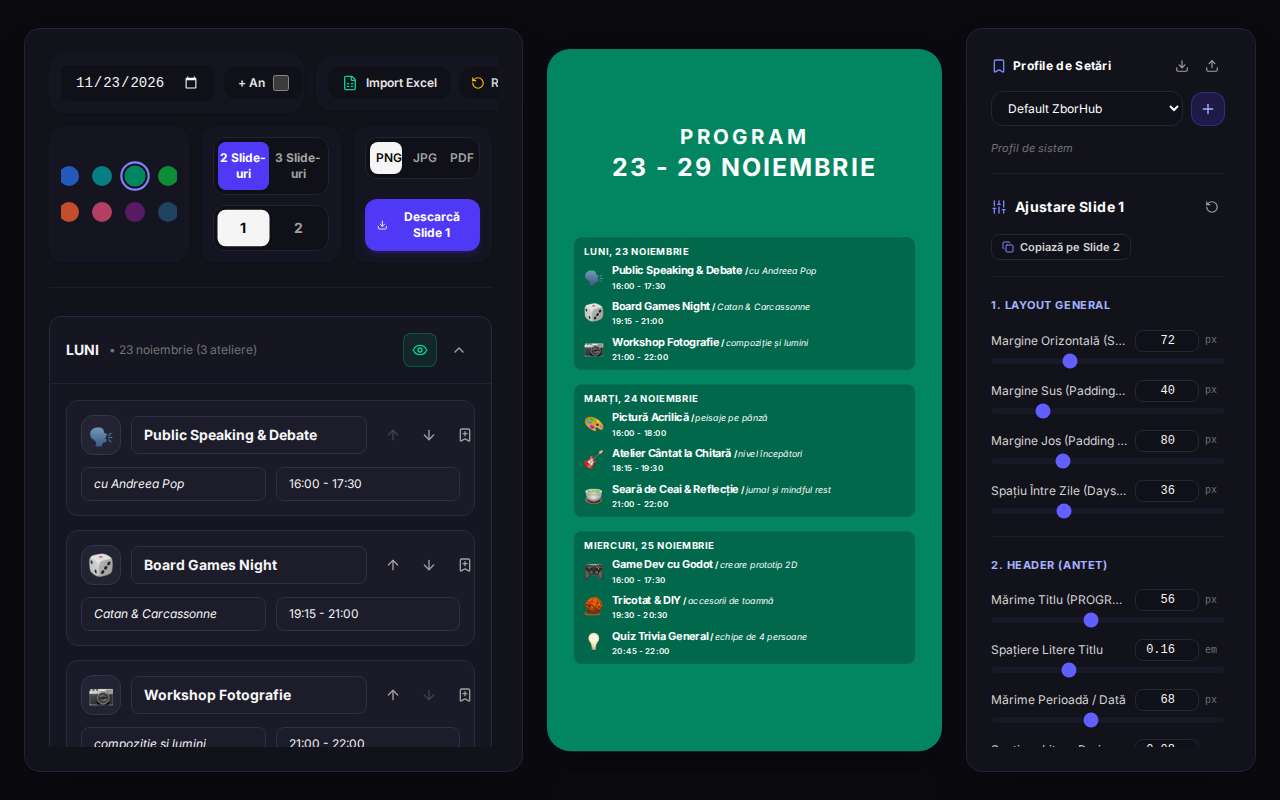 11/23/2026
+ An
Import Excel
R
2 Slide-uri
3 Slide-uri
1
2
PNG
JPG
PDF
Descarcă Slide 1
LUNI • 23 noiembrie (3 ateliere)
Public Speaking & Debate
cu Andreea Pop
16:00 - 17:30
Board Games Night
Catan & Carcassonne
19:15 - 21:00
Workshop Fotografie
compoziție și lumini
21:00 - 22:00
PROGRAM
23 - 29 NOIEMBRIE
LUNI, 23 NOIEMBRIE
Public Speaking & Debate / cu Andreea Pop
16:00 - 17:30
Board Games Night / Catan & Carcassonne
19:15 - 21:00
Workshop Fotografie / compoziție și lumini
21:00 - 22:00
MARȚI, 24 NOIEMBRIE
Pictură Acrilică / peisaje pe pânză
16:00 - 18:00
Atelier Cântat la Chitară / nivel începători
18:15 - 19:30
Seară de Ceai & Reflecție / jurnal și mindful rest
21:00 - 22:00
MIERCURI, 25 NOIEMBRIE
Game Dev cu Godot / creare prototip 2D
16:00 - 17:30
Tricotat & DIY / accesorii de toamnă
19:30 - 20:30
Quiz Trivia General / echipe de 4 persoane
20:45 - 22:00
Profile de Setări
Default ZborHub
Profil de sistem
Ajustare Slide 1
Copiază pe Slide 2
1. LAYOUT GENERAL
Margine Orizontală (S... 72 px
Margine Sus (Padding... 40 px
Margine Jos (Padding ... 80 px
Spațiu Între Zile (Days... 36 px
2. HEADER (ANTET)
Mărime Titlu (PROGR... 56 px
Spațiere Litere Titlu 0.16 em
Mărime Perioadă / Dată 68 px